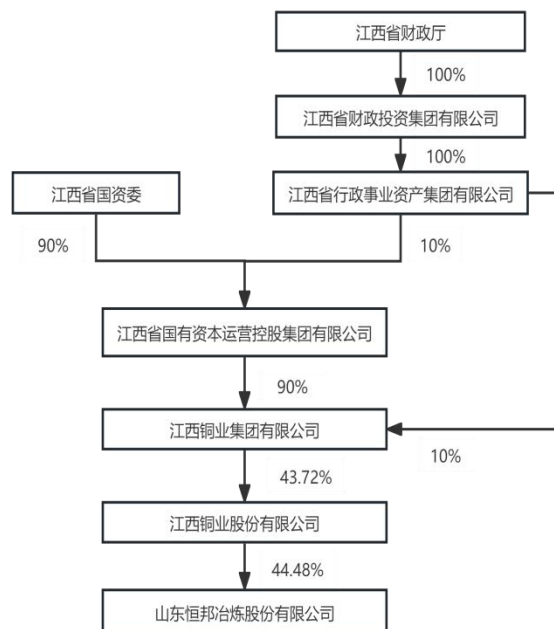 江西省财政厅
100%
江西省财政投资集团有限公司
100%
江西省国资委
江西省行政事业资产集团有限公司
90%
10%
江西省国有资本运营控股集团有限公司
90%
江西铜业集团有限公司
10%
43.72%
江西铜业股份有限公司
44.48%
山东恒邦冶炼股份有限公司